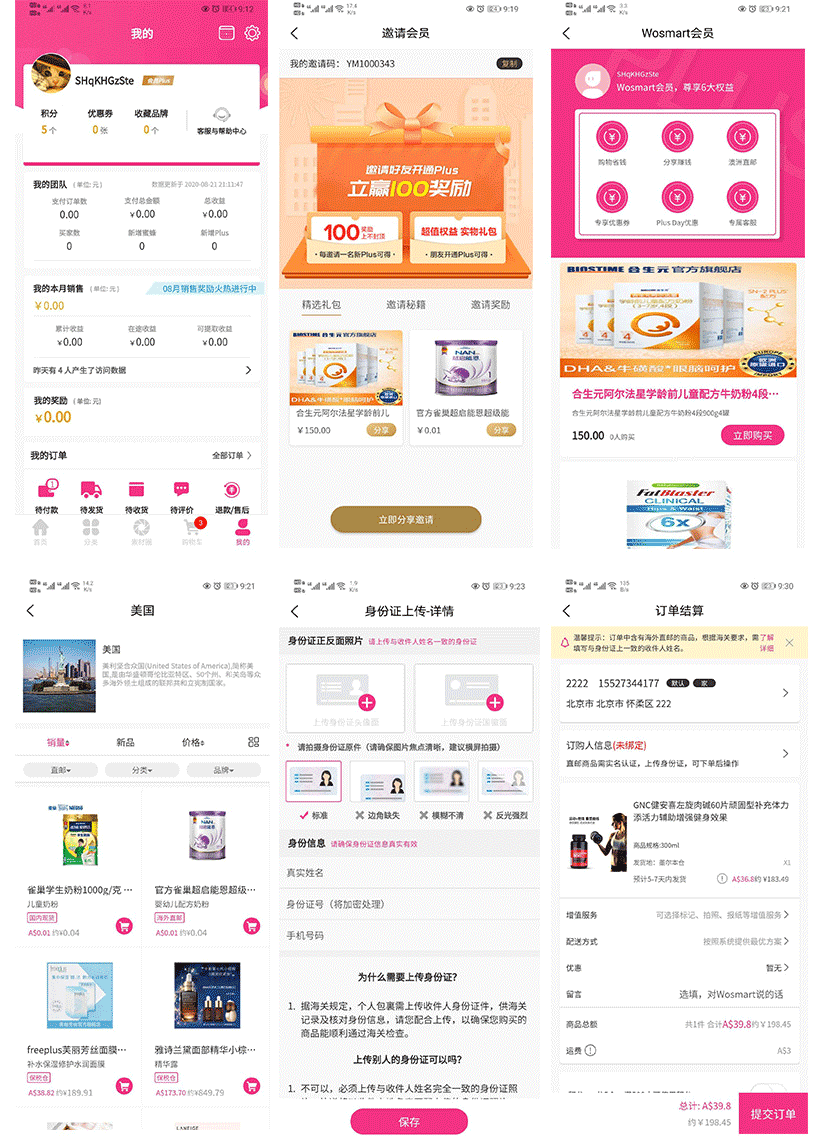 9:12
我的
SHqKHGzSte
会员Plus
积分
优惠券
收藏品牌
5个
0张
0个
客服与帮助中心
我的团队 (单位:元)
数据更新于 2020-08-21 21:11:47
支付订单数
支付总金额
总收益
0.00
¥0.00
¥0.00
买家数
新增蜜蜂
新增Plus
0
0
0
我的本月销售 (单位:元)
08月销售奖励火热进行中
¥0.00
累计收益
在途收益
可提取收益
¥0.00
¥0.00
¥0.00
昨天有 4 人产生了访问数据
我的奖励 (单位:元)
¥0.00
我的订单
全部订单
1
待付款
待发货
待收货
待评价
退款/售后
3
首页
分类
素材圈
购物车
我的
9:19
邀请会员
我的邀请码: YM1000343
复制
邀请好友开通Plus
立赢100奖励
100 奖励 上不封顶
·每邀请一名新Plus可得·
超值权益 实物礼包
·朋友开通Plus可得·
精选礼包
邀请秘籍
邀请奖励
BIOSTIME 合生元 官方旗舰店
DHA&牛磺酸*眼脑呵护
NAN
合生元阿尔法星学龄前儿
官方雀巢超启能恩超级能
¥150.00
分享
¥0.01
分享
立即分享邀请
9:21
Wosmart会员
SHqKHGzSte
Wosmart会员，尊享6大权益
购物省钱
分享赚钱
澳洲直邮
专享优惠券
Plus Day优惠
专属客服
BIOSTIME 合生元 官方旗舰店
SN-2 PLUS
配方
DHA&牛磺酸*眼脑呵护
合生元阿尔法星学龄前儿童配方牛奶粉4段···
合生元阿尔法星学龄前儿童配方牛奶粉4段900g4罐
150.00
0人购买
立即购买
FatBlaster
CLINICAL
Hips & Waist
6x
9:21
美国
美国
美利坚合众国(United States of America),简称美
国,是由华盛顿哥伦比亚特区、50个州、和关岛等众
多海外领土组成的联邦共和立宪制国家。
销量
新品
价格
直邮
分类
品牌
雀巢学生奶粉1000g/克 ···
官方雀巢超启能恩超级···
儿童奶粉
婴幼儿配方奶粉
国内现货
海外直邮
A$0.01 约¥0.04
A$0.01 约¥0.04
freeplus芙丽芳丝面膜···
雅诗兰黛面部精华小棕···
补水保湿修护水润面膜
精华露
保税仓
保税仓
A$38.82 约¥189.91
A$173.70 约¥849.79
LANEIGE
9:23
身份证上传-详情
身份证正反面照片 请上传与收件人姓名一致的身份证
上传身份证头像面
上传身份证国徽面
* 请拍摄身份证原件（请确保图片焦点清晰，建议横屏拍摄）
标准
边角缺失
模糊不清
反光强烈
身份信息 请确保身份证信息真实有效
真实姓名
身份证号（将加密处理）
手机号码
为什么需要上传身份证?
1. 据海关规定，个人包裹需上传收件人身份证件，供海关
记录及核对身份信息，请您配合上传，以确保您购买的
商品能顺利通过海关检查。
上传别人的身份证可以吗?
1. 不可以，必须上传与收件人姓名完全一致的身份证照
保存
9:30
订单结算
温馨提示：订单中含有海外直邮的商品，根据海关要求，需
填写与身份证上一致的收件人姓名。
了解
详细
2222 15527344177 默认 家
北京市 北京市 怀柔区 222
订购人信息(未绑定)
直邮商品需实名认证，上传身份证，可下单后操作
GNC健安喜左旋肉碱60片顽固型补充体力
添活力辅助增强健身效果
商品规格:300ml
发货地：墨尔本仓
X1
预计5-7天内发货
A$36.8约￥183.49
增值服务
可选择标记、拍照、报纸等增值服务
配送方式
按照系统提供最优方案
优惠
暂无
留言
选填，对Wosmart说的话
商品总额
共1件 合计A$39.8约￥198.45
运费
A$3
总计: A$39.8
约￥198.45
提交订单